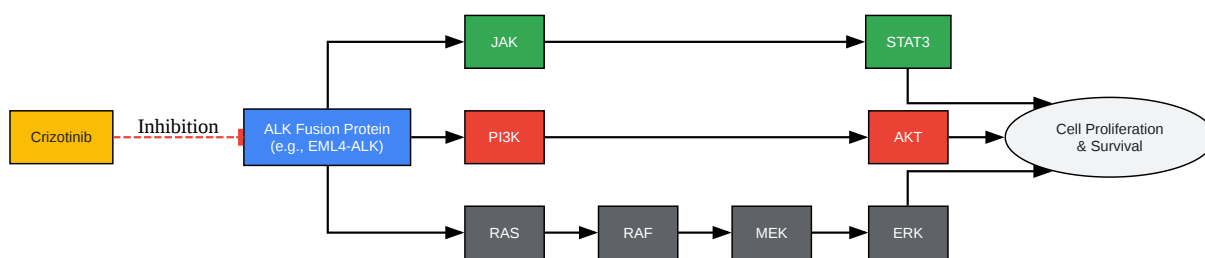 JAK
STAT3
Crizotinib
Inhibition
ALK Fusion Protein
(e.g., EML4-ALK)
PI3K
AKT
Cell Proliferation
& Survival
RAS
RAF
MEK
ERK